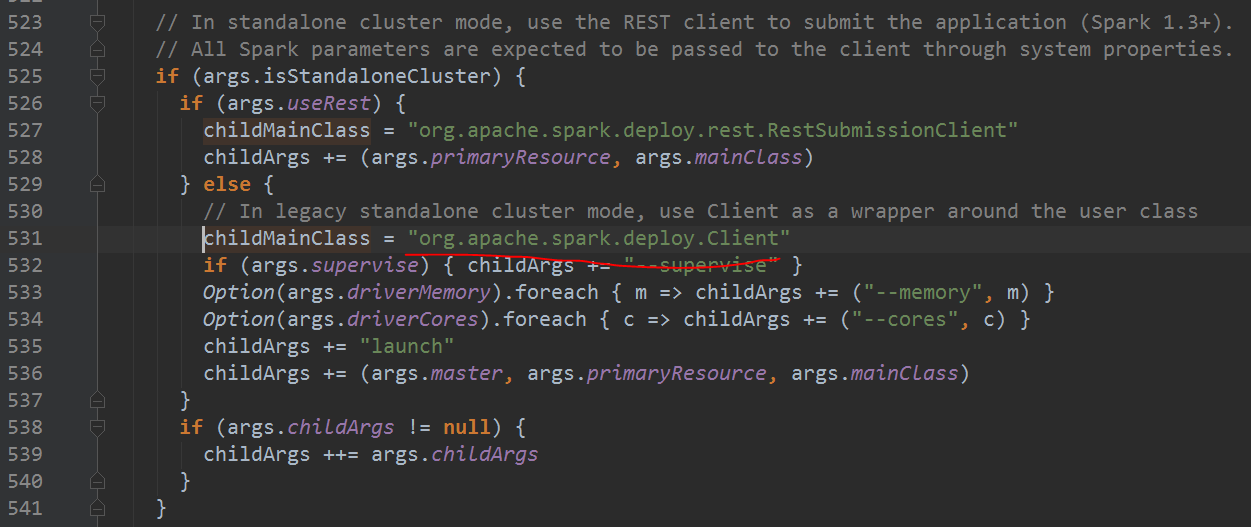 523 // In standalone cluster mode, use the REST client to submit the application (Spark 1.3+).
524 // All Spark parameters are expected to be passed to the client through system properties.
525 if (args.isStandaloneCluster) {
526 if (args.useRest) {
527 childMainClass = "org.apache.spark.deploy.rest.RestSubmissionClient"
528 childArgs += (args.primaryResource, args.mainClass)
529 } else {
530 // In legacy standalone cluster mode, use Client as a wrapper around the user class
531 childMainClass = "org.apache.spark.deploy.Client"
532 if (args.supervise) { childArgs += "--supervise" }
533 Option(args.driverMemory).foreach { m => childArgs += ("--memory", m) }
534 Option(args.driverCores).foreach { c => childArgs += ("--cores", c) }
535 childArgs += "launch"
536 childArgs += (args.master, args.primaryResource, args.mainClass)
537 }
538 if (args.childArgs != null) {
539 childArgs ++= args.childArgs
540 }
541 }